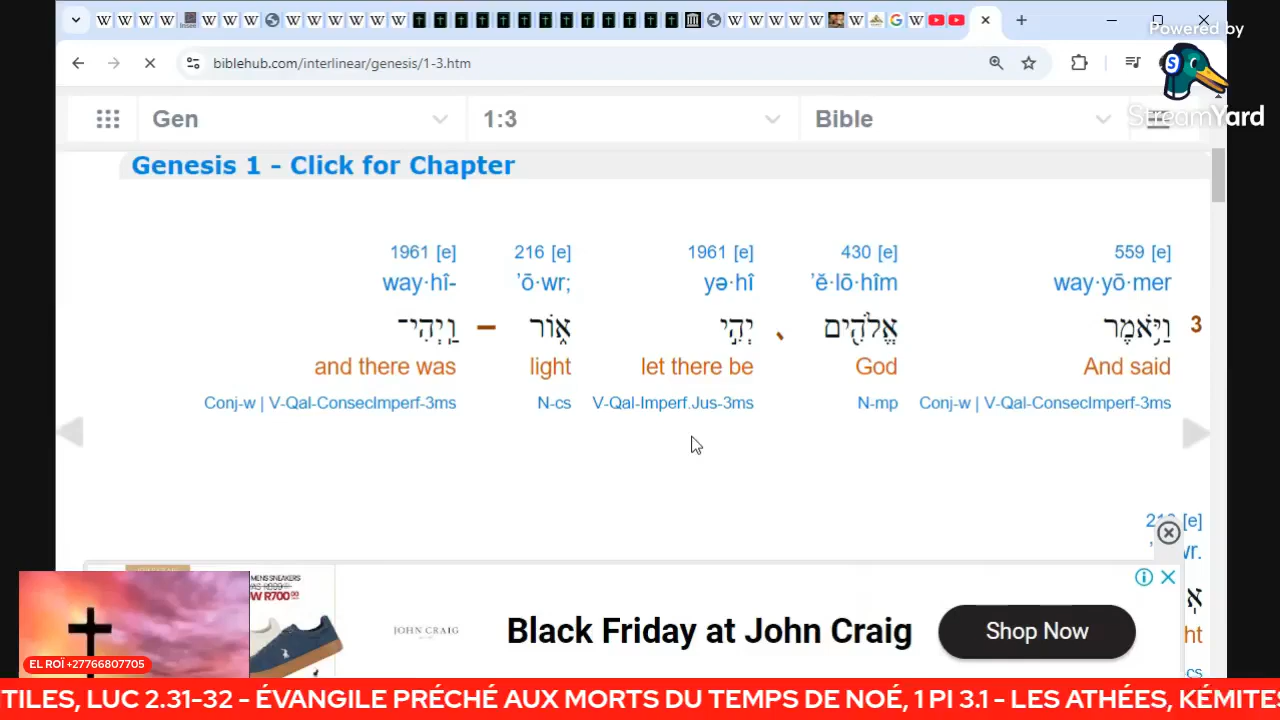 biblehub.com/interlinear/genesis/1-3.htm
Powered by
StreamYard
Gen
1:3
Bible
Genesis 1 - Click for Chapter
1961 [e] 216 [e] 1961 [e] 430 [e] 559 [e]
way·hî- ’ō·wr; yə·hî ’ĕ·lō·hîm way·yō·mer
3 וַיֹּ֥אמֶר אֱלֹהִ֖ים ، יְהִ֣י א֑וֹר – וַֽיְהִי־
and there was light let there be God And said
Conj-w | V-Qal-ConsecImperf-3ms N-cs V-Qal-Imperf.Jus-3ms N-mp Conj-w | V-Qal-ConsecImperf-3ms
[e]
MENS SNEAKERS
W R700
JOHN CRAIG
Black Friday at John Craig
Shop Now
EL ROÏ +27766807705
TILES, LUC 2.31-32 - ÉVANGILE PRÉCHÉ AUX MORTS DU TEMPS DE NOÉ, 1 PI 3.1 - LES ATHÉES, KÉMITES